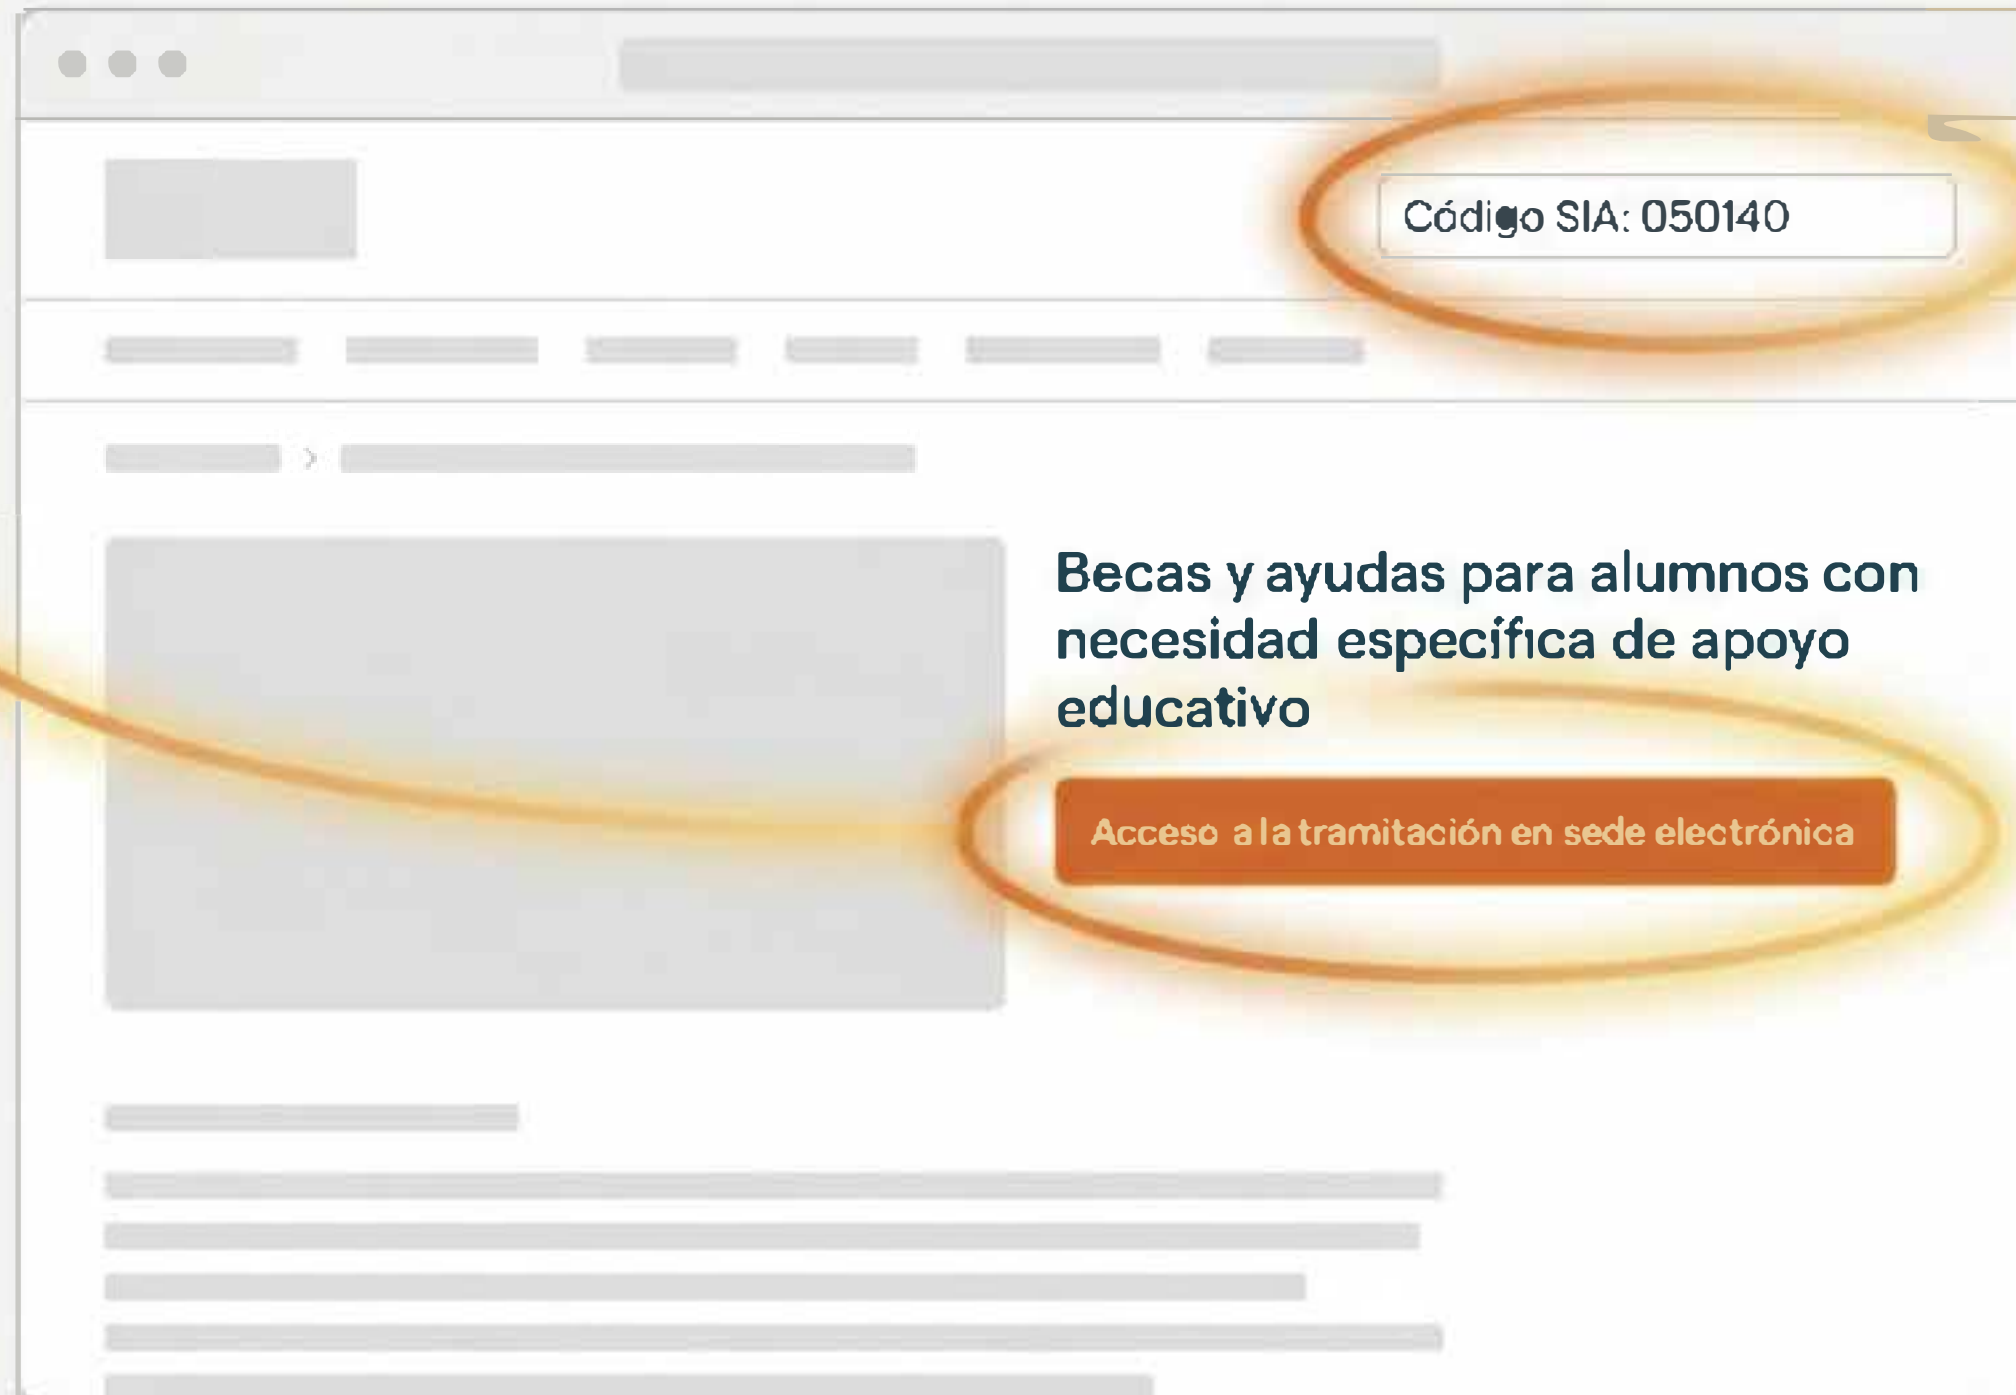 Código SIA: 050140
Becas y ayudas para alumnos con
necesidad específica de apoyo
educativo
Acceso a la tramitación en sede electrónica